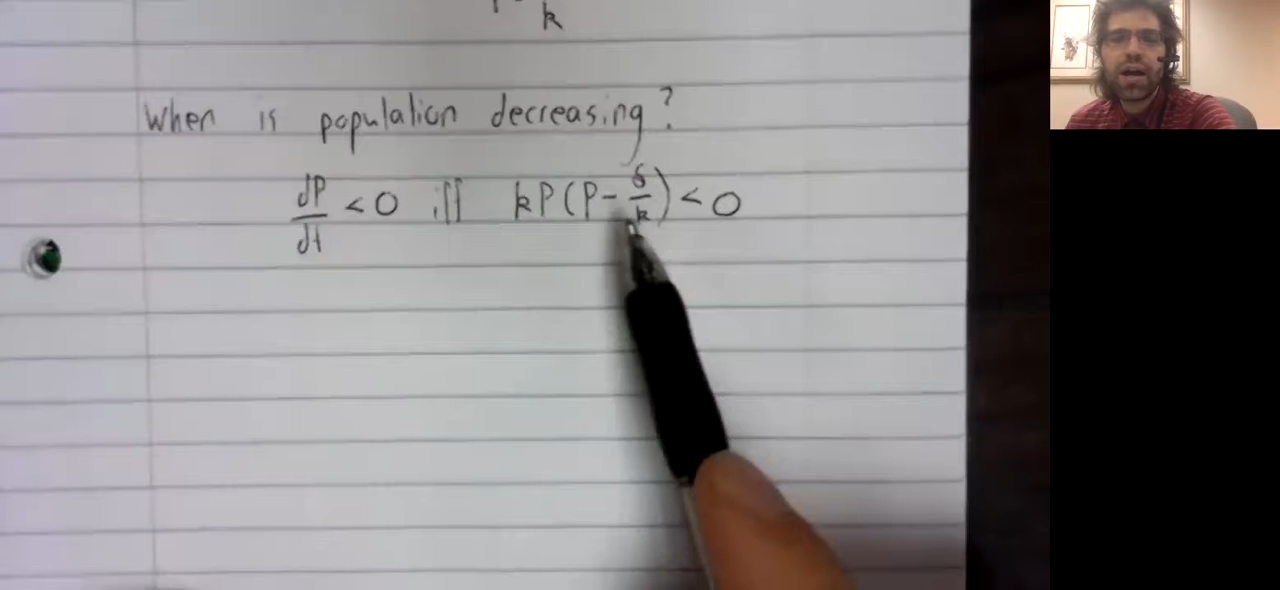 k
When is population decreasing?
dP/dt < 0 iff kP(P - δ/k) < 0